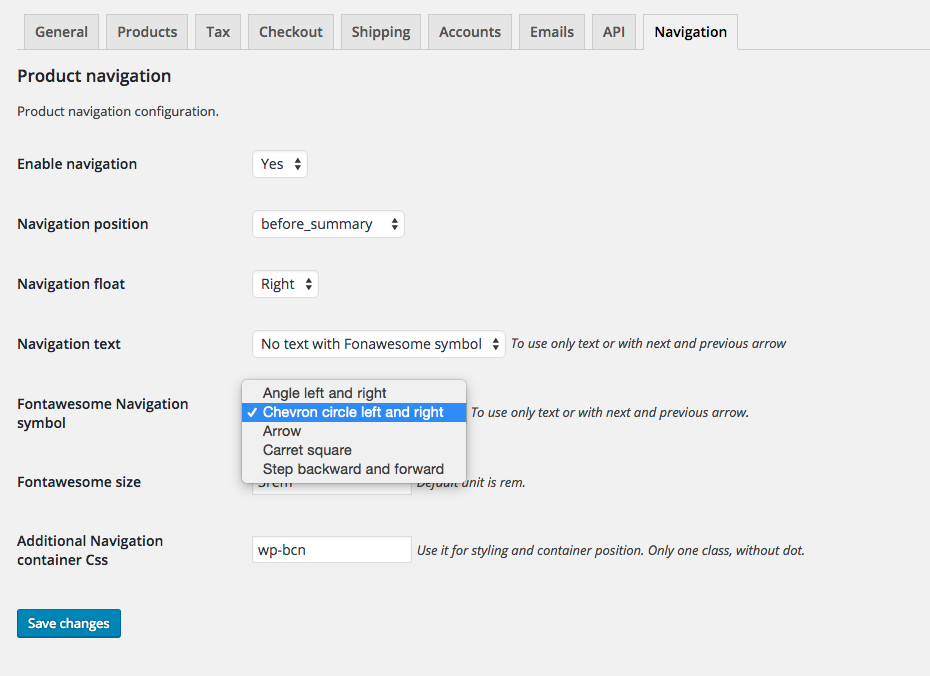 General Products Tax Checkout Shipping Accounts Emails API Navigation
Product navigation
Product navigation configuration.
Enable navigation Yes
Navigation position before_summary
Navigation float Right
Navigation text No text with Fonawesome symbol To use only text or with next and previous arrow
Fontawesome Navigation
symbol
Angle left and right
✓ Chevron circle left and right To use only text or with next and previous arrow.
Arrow
Carret square
Step backward and forward
Fontawesome size Default unit is rem.
Additional Navigation
container Css
wp-bcn Use it for styling and container position. Only one class, without dot.
Save changes